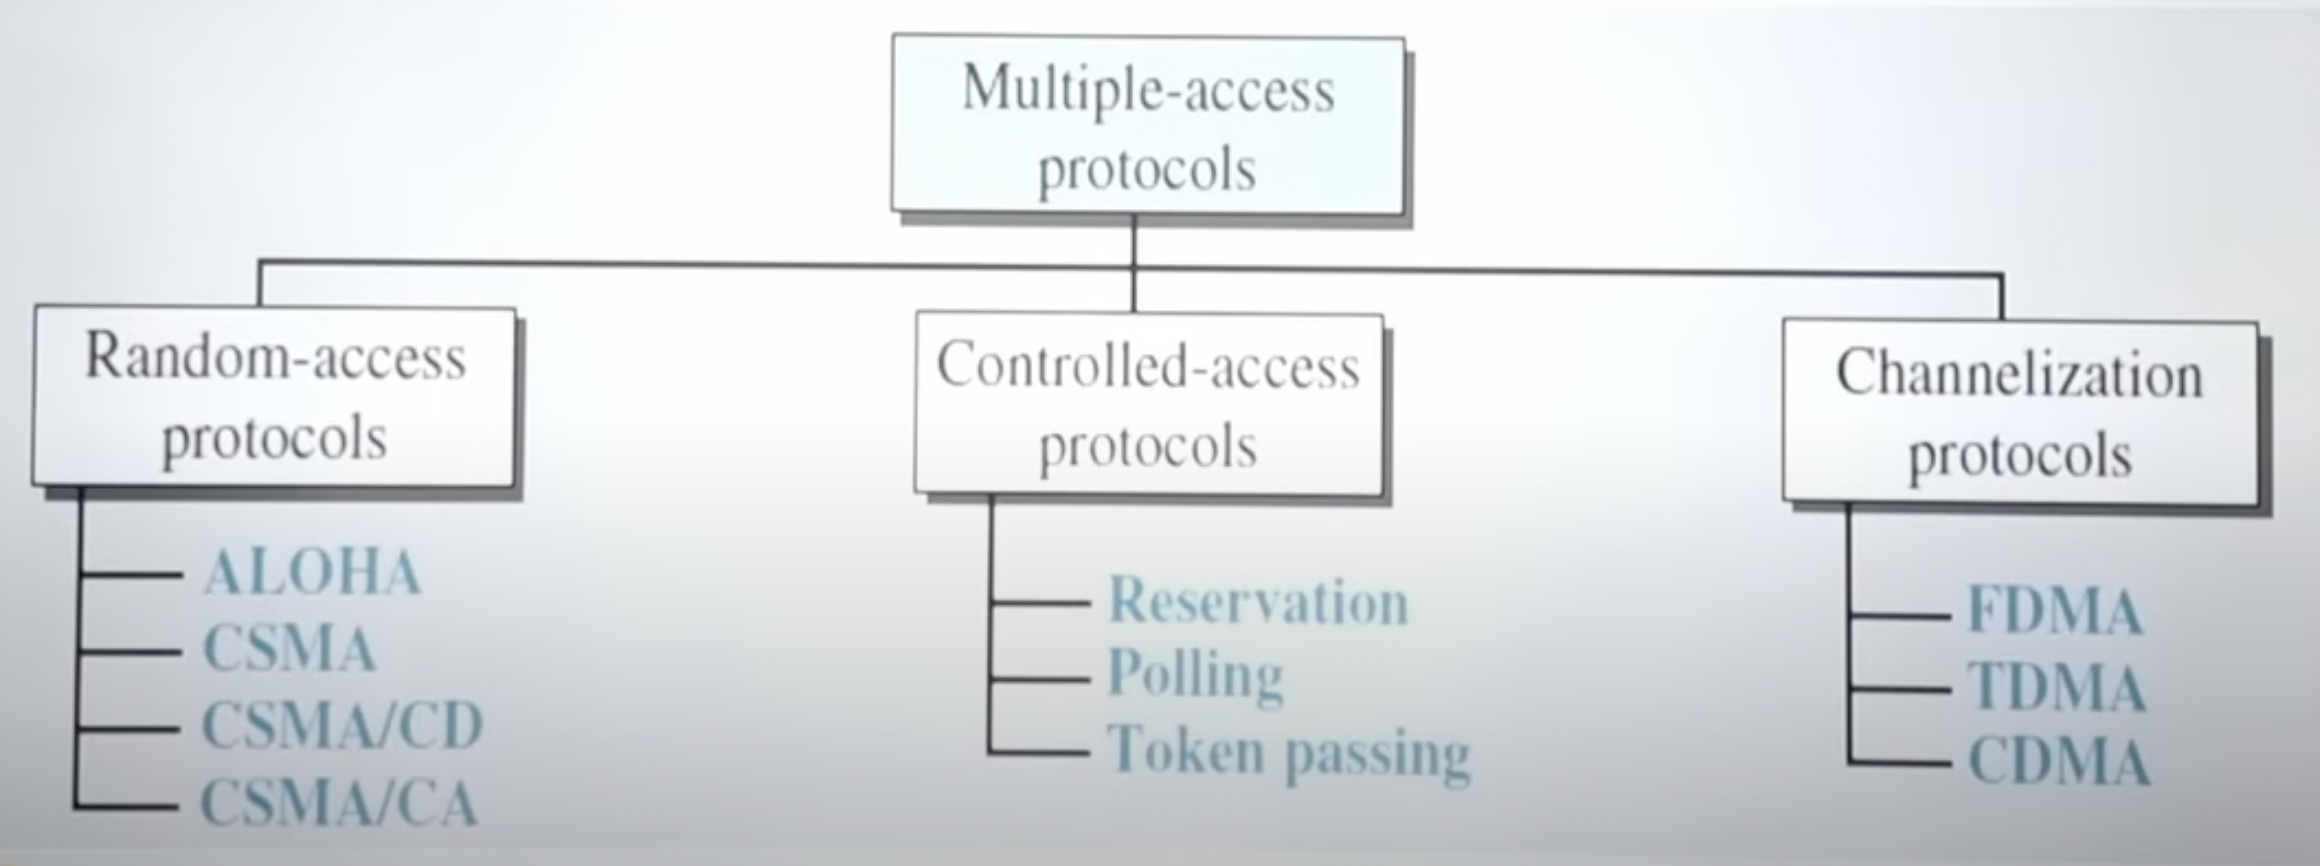 Multiple-access
protocols
Random-access
protocols
ALOHA
CSMA
CSMA/CD
CSMA/CA
Controlled-access
protocols
Reservation
Polling
Token passing
Channelization
protocols
FDMA
TDMA
CDMA